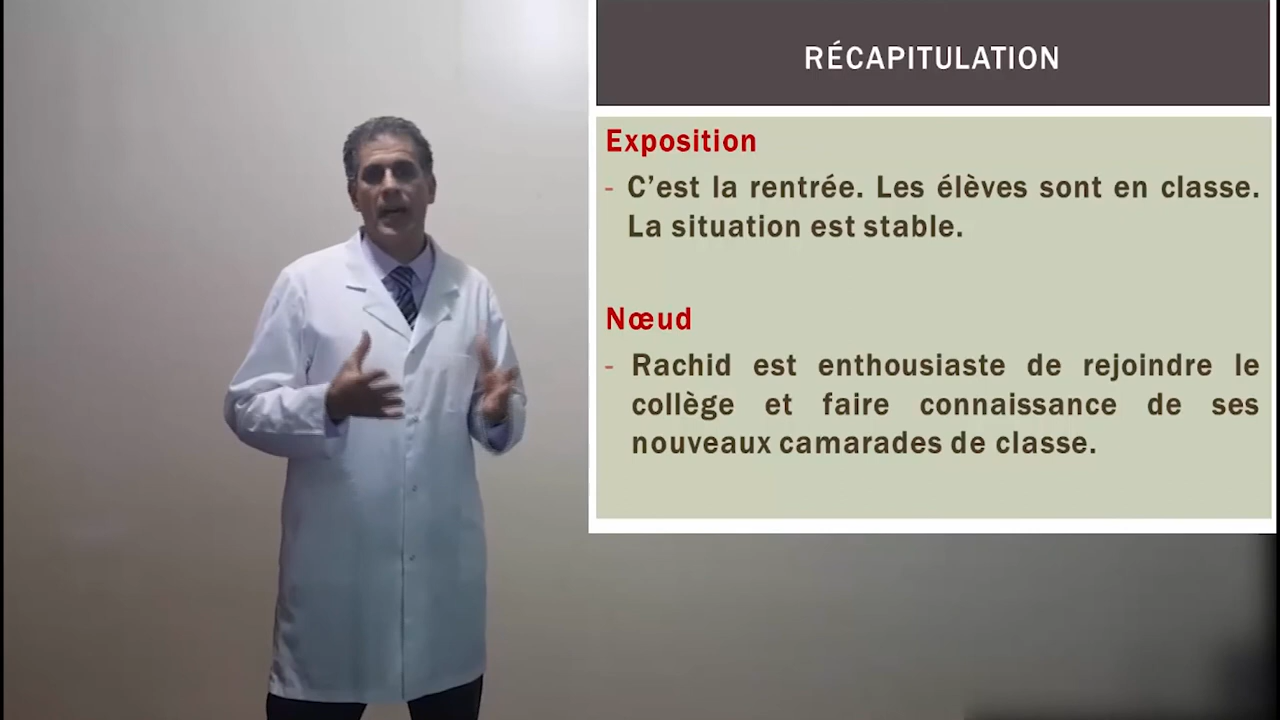 RÉCAPITULATION
Exposition
- C’est la rentrée. Les élèves sont en classe.
La situation est stable.
Nœud
- Rachid est enthousiaste de rejoindre le
collège et faire connaissance de ses
nouveaux camarades de classe.